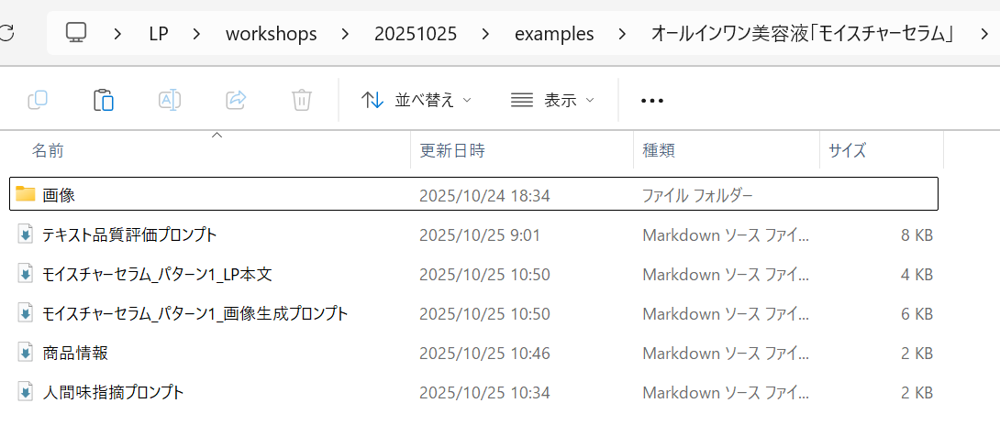 LP > workshops > 20251025 > examples > オールインワン美容液「モイスチャーセラム」 >
並べ替え 表示 •••
名前 更新日時 種類 サイズ
画像 2025/10/24 18:34 ファイル フォルダー
テキスト品質評価プロンプト 2025/10/25 9:01 Markdown ソース ファイ... 8 KB
モイスチャーセラム_パターン1_LP本文 2025/10/25 10:50 Markdown ソース ファイ... 4 KB
モイスチャーセラム_パターン1_画像生成プロンプト 2025/10/25 10:50 Markdown ソース ファイ... 6 KB
商品情報 2025/10/25 10:46 Markdown ソース ファイ... 2 KB
人間味指摘プロンプト 2025/10/25 10:34 Markdown ソース ファイ... 2 KB